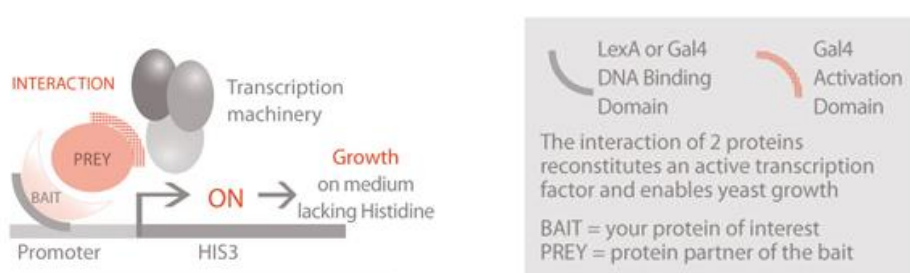 INTERACTION
Transcription
machinery
PREY
BAIT
ON
Growth
on medium
lacking Histidine
Promoter
HIS3
LexA or Gal4
DNA Binding
Domain
Gal4
Activation
Domain
The interaction of 2 proteins
reconstitutes an active transcription
factor and enables yeast growth
BAIT = your protein of interest
PREY = protein partner of the bait